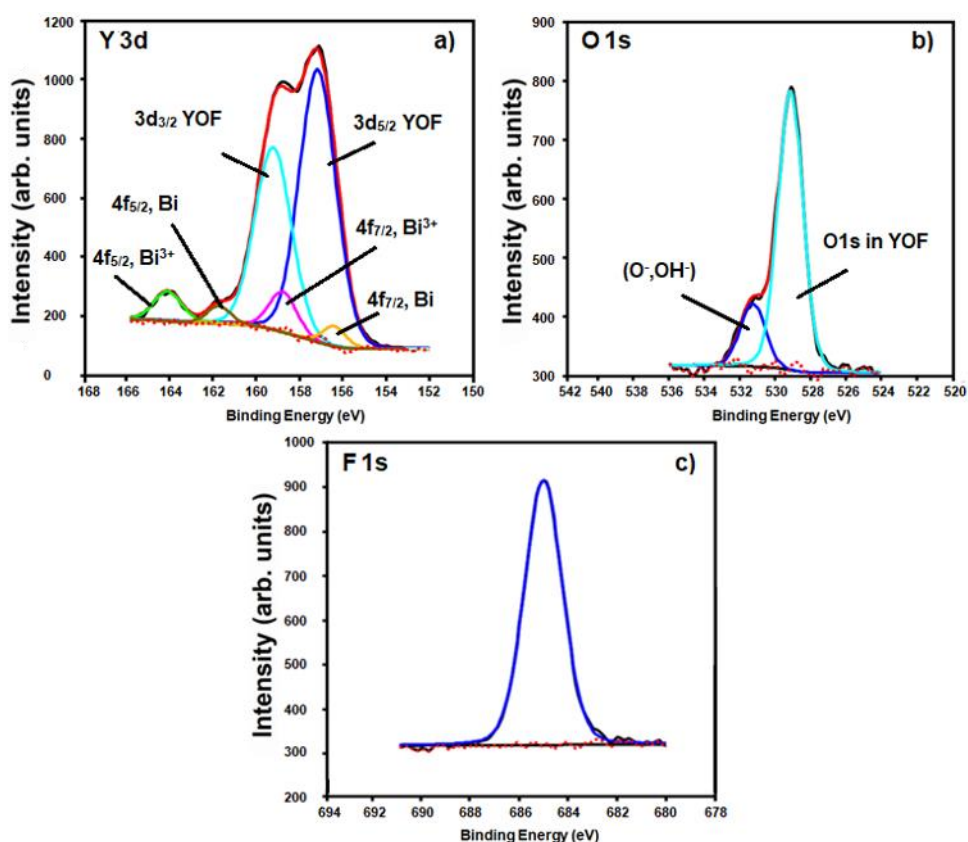 Y 3d
a)
Intensity (arb. units)
1200
1000
800
600
400
200
0
3d3/2 YOF
3d5/2 YOF
4f5/2, Bi
4f7/2, Bi³⁺
4f5/2, Bi³⁺
4f7/2, Bi
168 166 164 162 160 158 156 154 152 150
Binding Energy (eV)
O 1s
b)
Intensity (arb. units)
900
800
700
600
500
400
300
O1s in YOF
(O⁻,OH⁻)
542 540 538 536 534 532 530 528 526 524 522 520
Binding Energy (eV)
F 1s
c)
Intensity (arb. units)
1000
900
800
700
600
500
400
300
200
694 692 690 688 686 684 682 680 678
Binding Energy (eV)